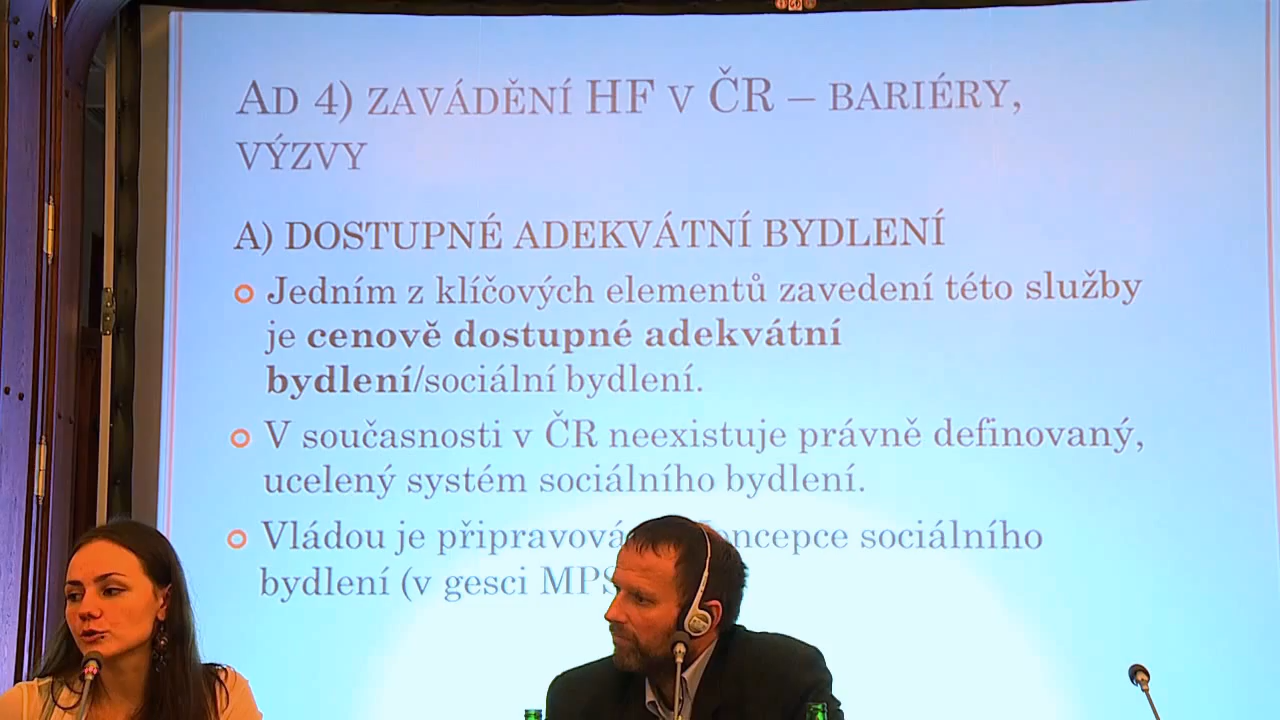 AD 4) ZAVÁDĚNÍ HF V ČR – BARIÉRY,
VÝZVY
A) DOSTUPNÉ ADEKVÁTNÍ BYDLENÍ
Jedním z klíčových elementů zavedení této služby
je cenově dostupné adekvátní
bydlení/sociální bydlení.
V současnosti v ČR neexistuje právně definovaný,
ucelený systém sociálního bydlení.
Vládou je sociálního
bydlení (v gesci